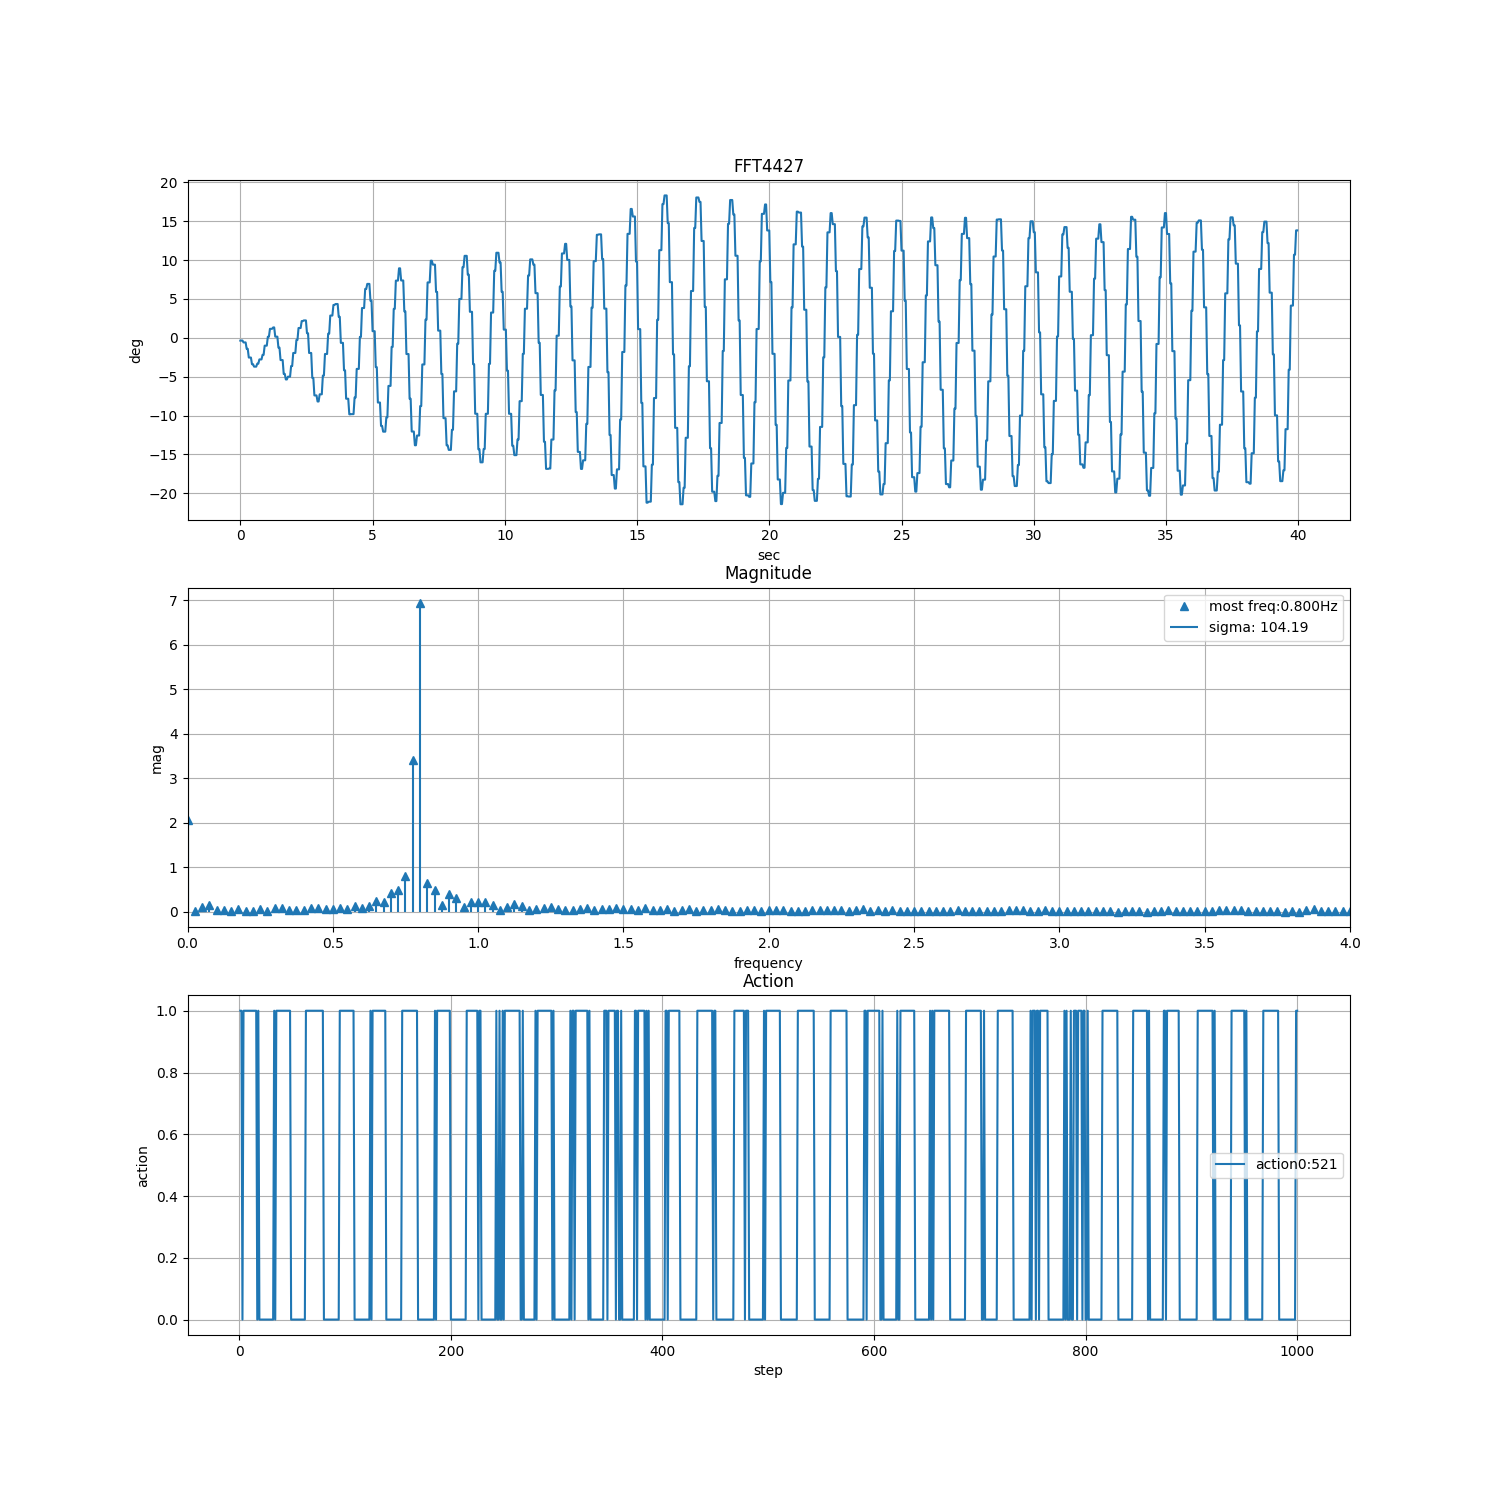 FFT4427
20
15
10
5
0
−5
−10
−15
−20
deg
0 5 10 15 20 25 30 35 40
sec
Magnitude
7
6
5
4
3
2
1
0
mag
most freq:0.800Hz
sigma: 104.19
0.0 0.5 1.0 1.5 2.0 2.5 3.0 3.5 4.0
frequency
Action
1.0
0.8
0.6
0.4
0.2
0.0
action
action0:521
0 200 400 600 800 1000
step